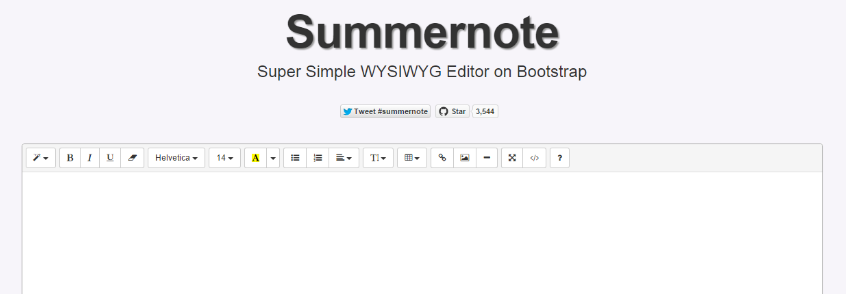 Summernote
Super Simple WYSIWYG Editor on Bootstrap
Tweet #summernote Star 3,544
B I U Helvetica 14 A T </> ?